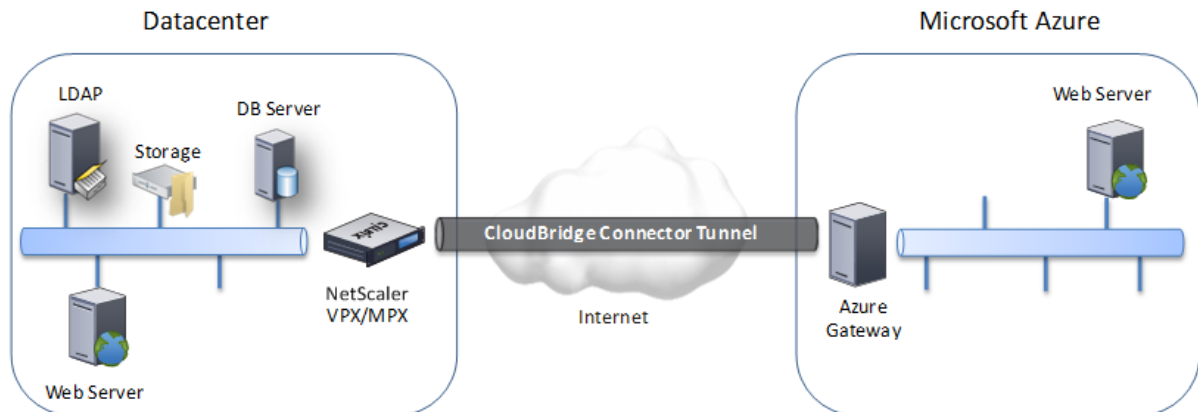 Datacenter
Microsoft Azure
LDAP
DB Server
Storage
Web Server
citrix
CloudBridge Connector Tunnel
NetScaler
VPX/MPX
Internet
Azure
Gateway
Web Server